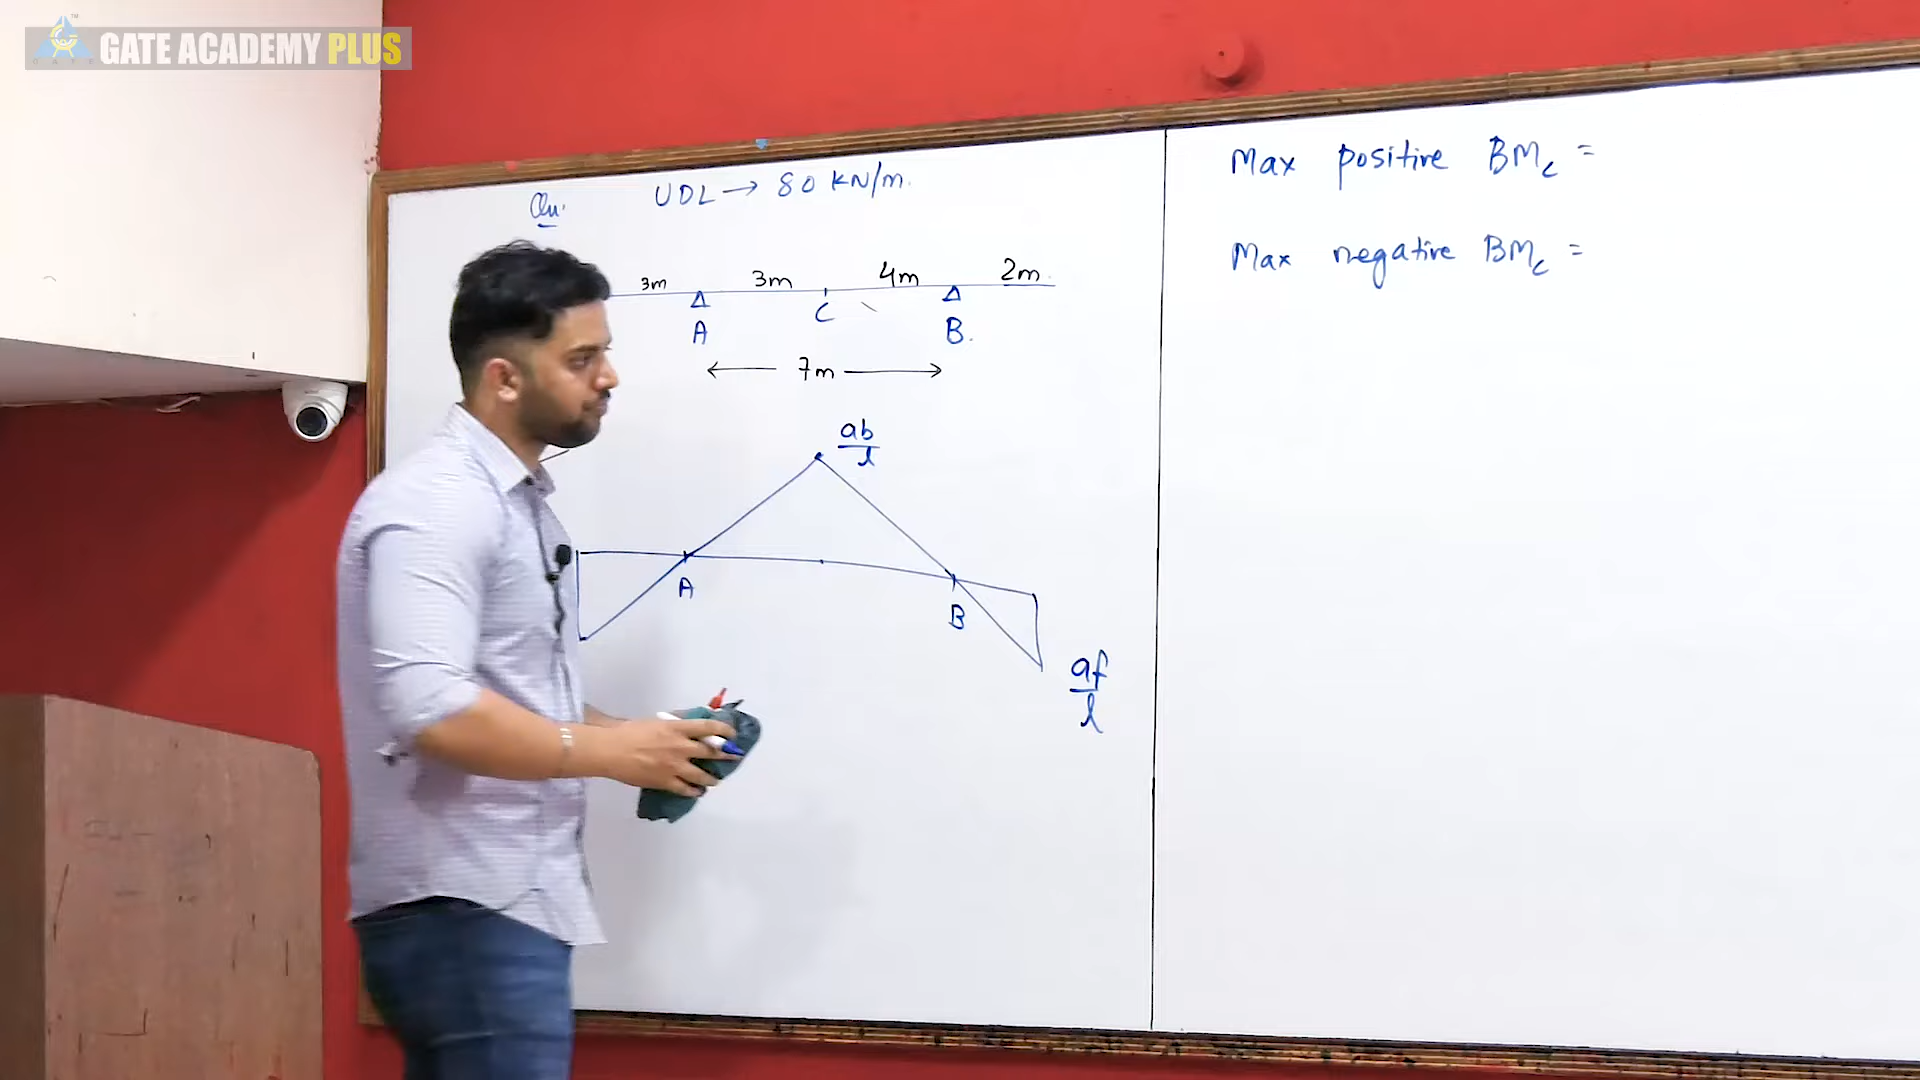 GATE ACADEMY PLUS
Qu. UDL → 80 KN/m.
3m 3m 4m 2m
A C B.
7m
ab/l
A
B
af/l
Max positive BMc =
Max negative BMc =